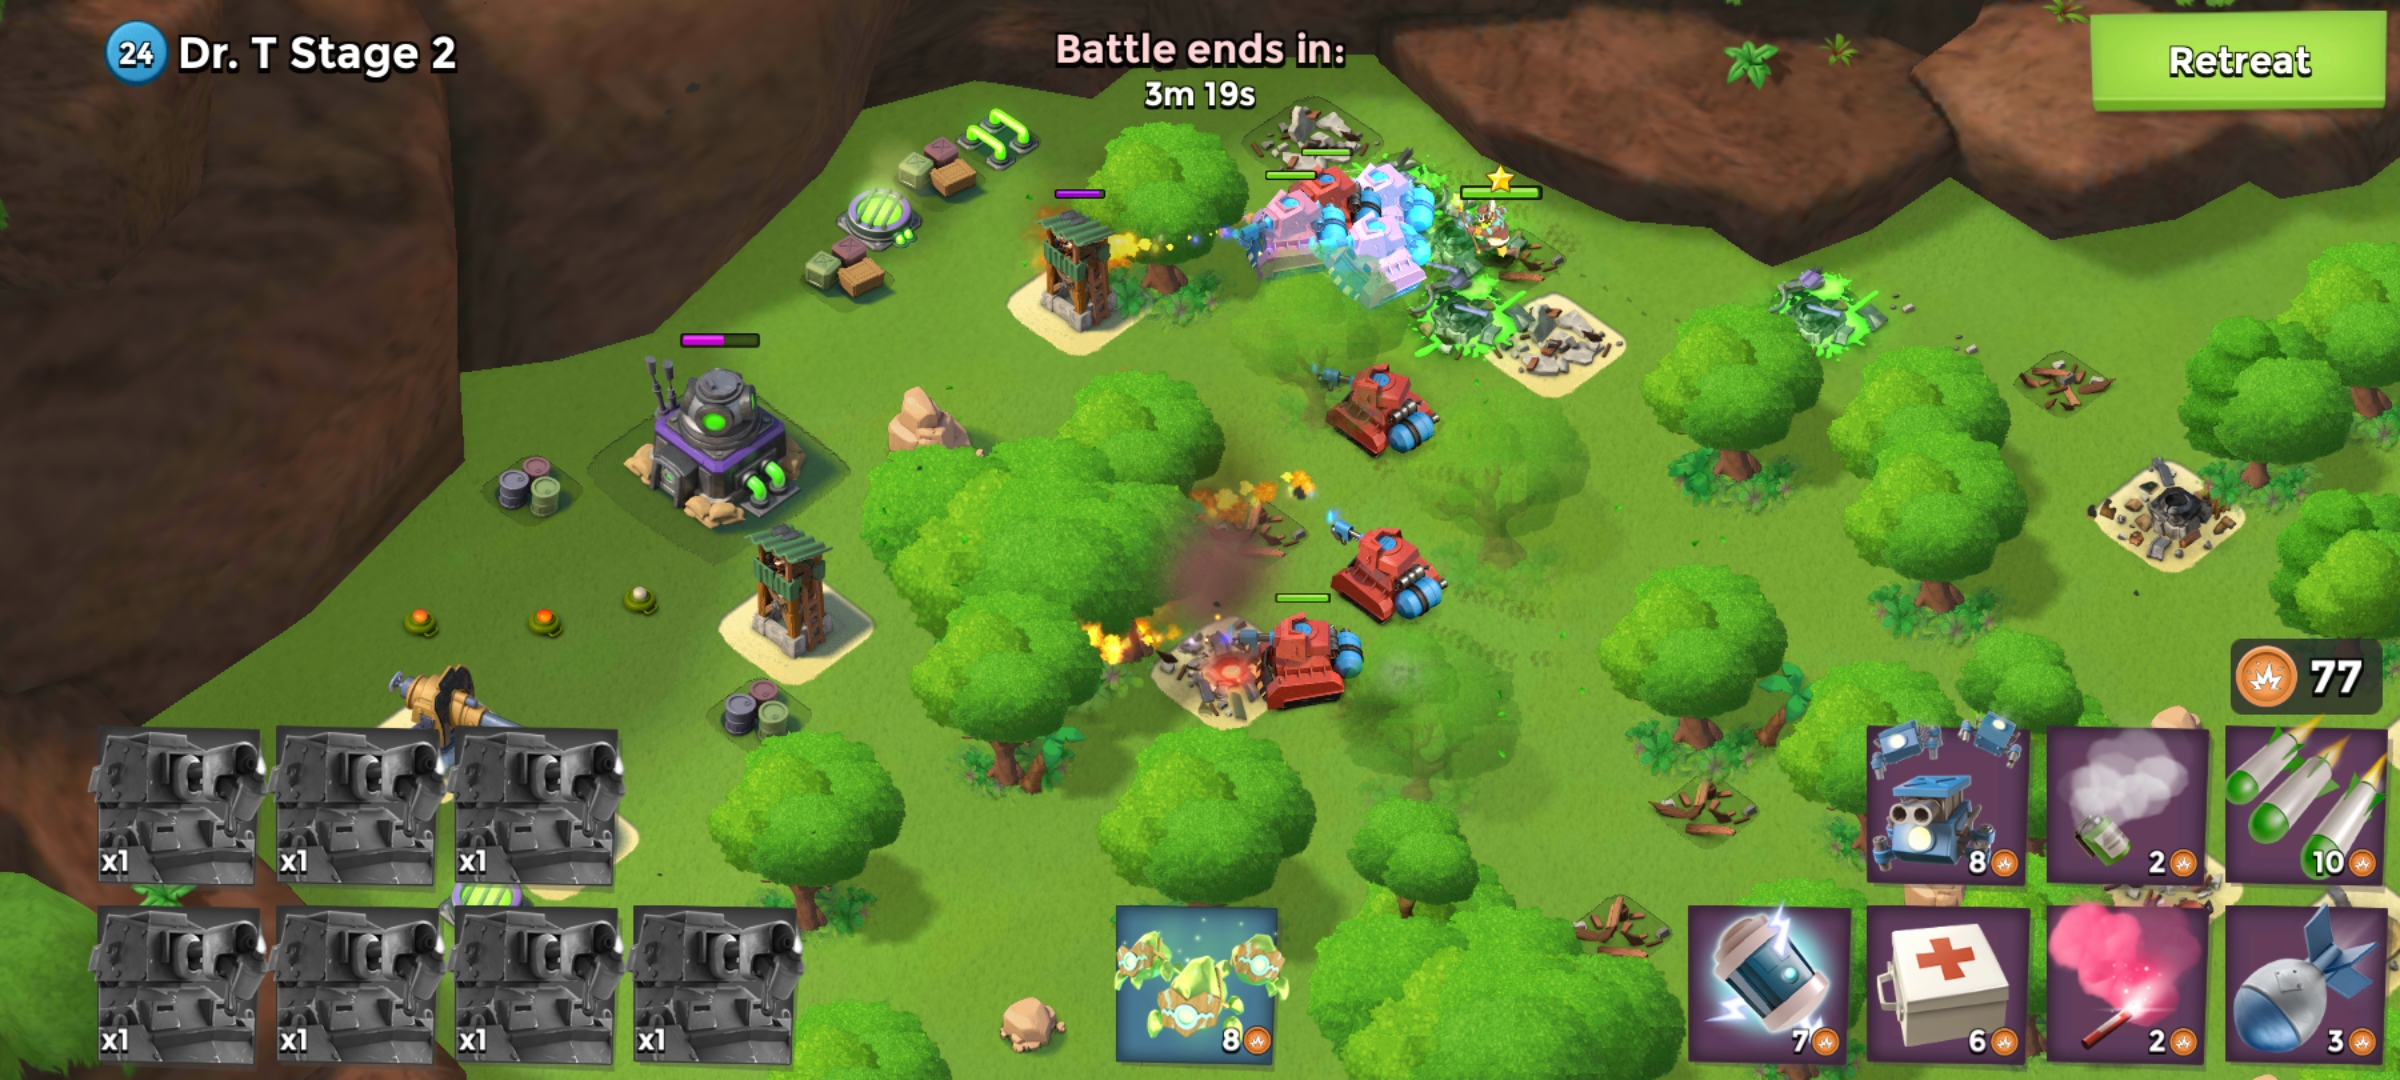 24 Dr. T Stage 2
Battle ends in:
3m 19s
Retreat
77
x1 x1 x1
8 2 10
x1 x1 x1 x1
8
7 6 2 3